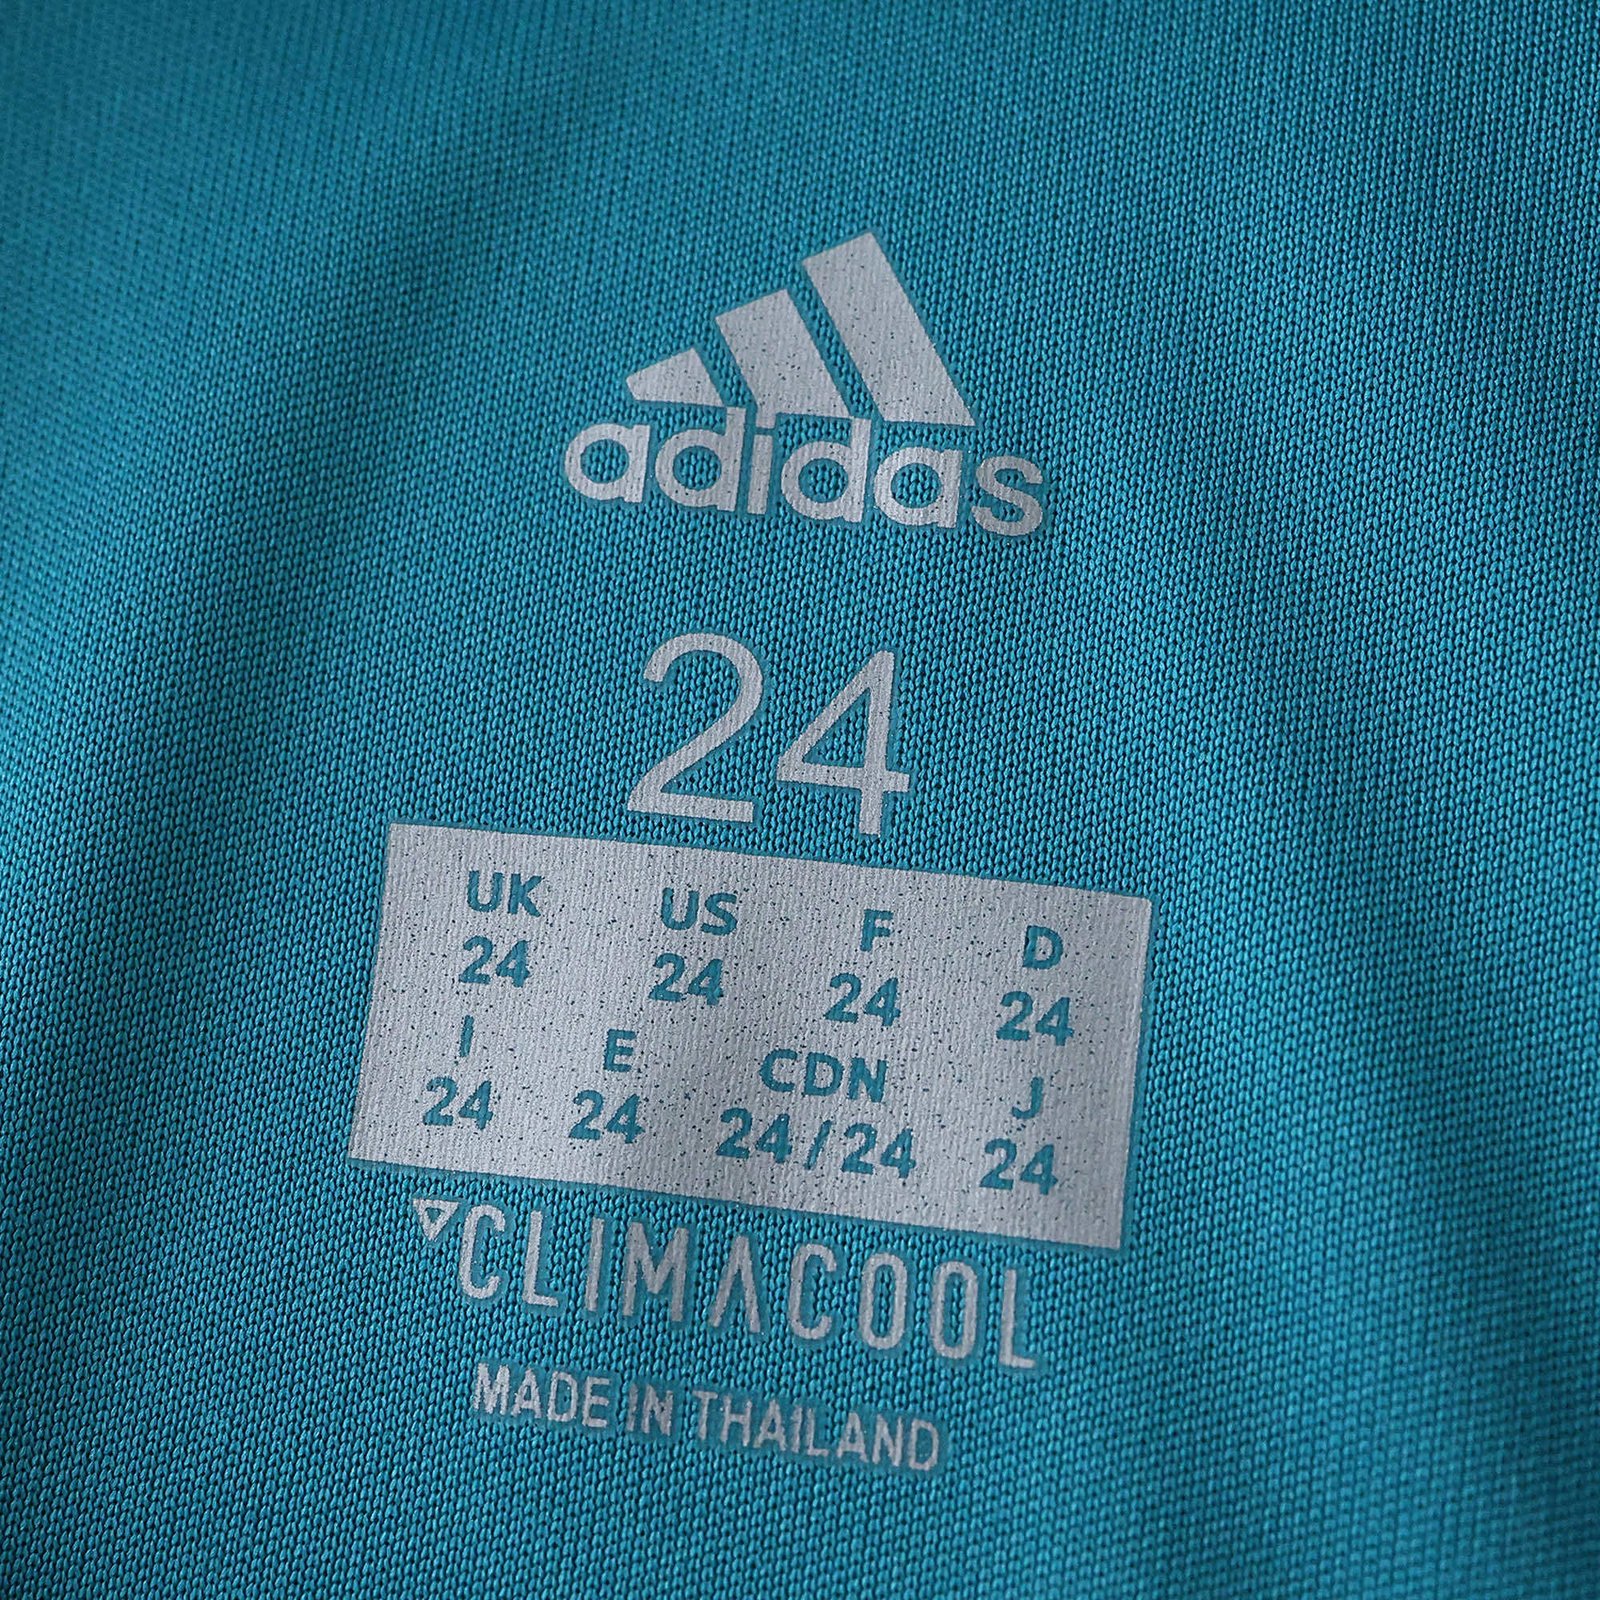 adidas
24
UK US F D
24 24 24 24
I E CDN J
24 24 24/24 24
CLIMACOOL
MADE IN THAILAND